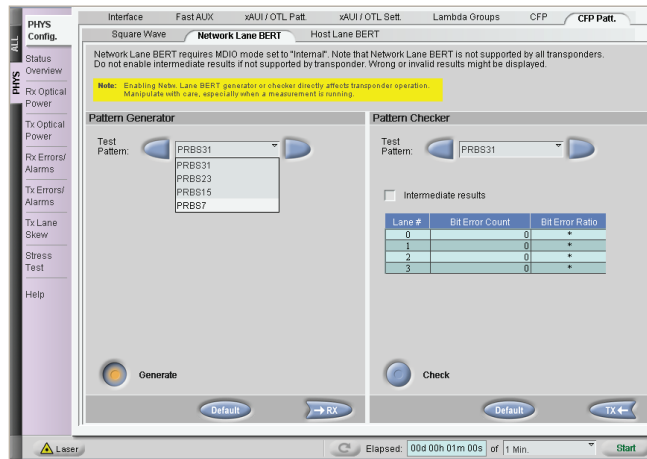 Interface Fast AUX xAUI / OTL Patt. xAUI / OTL Sett. Lambda Groups CFP CFP Patt.
Square Wave Network Lane BERT Host Lane BERT
ALL
PHYS
PHYS
Config.
Status
Overview
Rx Optical
Power
Tx Optical
Power
Rx Errors/
Alarms
Tx Errors/
Alarms
Tx Lane
Skew
Stress
Test
Help
Network Lane BERT requires MDIO mode set to "Internal". Note that Network Lane BERT is not supported by all transponders.
Do not enable intermediate results if not supported by transponder. Wrong or invalid results might be displayed.
Note: Enabling Netw. Lane BERT generator or checker directly affects transponder operation.
Manipulate with care, especially when a measurement is running.
Pattern Generator
Test
Pattern:
PRBS31
PRBS31
PRBS23
PRBS15
PRBS7
Generate
Default
→ RX
Pattern Checker
Test
Pattern:
PRBS31
Intermediate results
Lane # Bit Error Count Bit Error Ratio
0 0 *
1 0 *
2 0 *
3 0 *
Check
Default
TX ←
Laser
Elapsed: 00d 00h 01m 00s of 1 Min.
Start